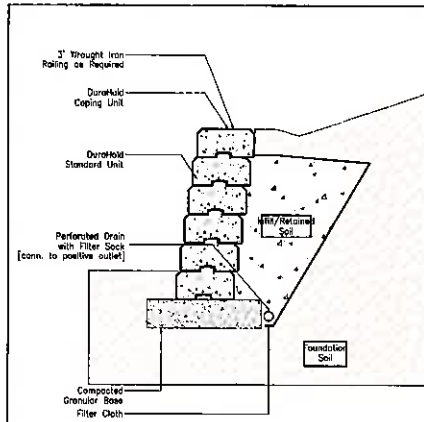 3' Wrought Iron
Railing as Required
DuraHold
Coping Unit
DuraHold
Standard Unit
Perforated Drain
with Filter Sock
[conn. to positive outlet]
Infill/Retained
Soil
Foundation
Soil
Compacted
Granular Base
Filter Cloth